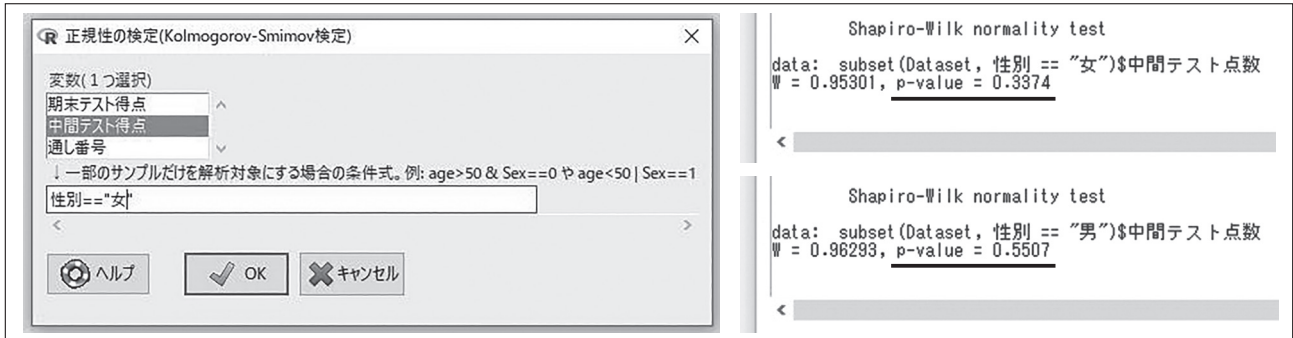 正規性の検定(Kolmogorov-Smimov検定)
変数(1つ選択)
期末テスト得点
中間テスト得点
通し番号
↓一部のサンプルだけを解析対象にする場合の条件式。例: age>50 & Sex==0 や age<50 | Sex==1
性別=="女"
ヘルプ
OK
キャンセル
Shapiro-Wilk normality test
data: subset(Dataset, 性別 == "女")$中間テスト点数
W = 0.95301, p-value = 0.3374
Shapiro-Wilk normality test
data: subset(Dataset, 性別 == "男")$中間テスト点数
W = 0.96293, p-value = 0.5507